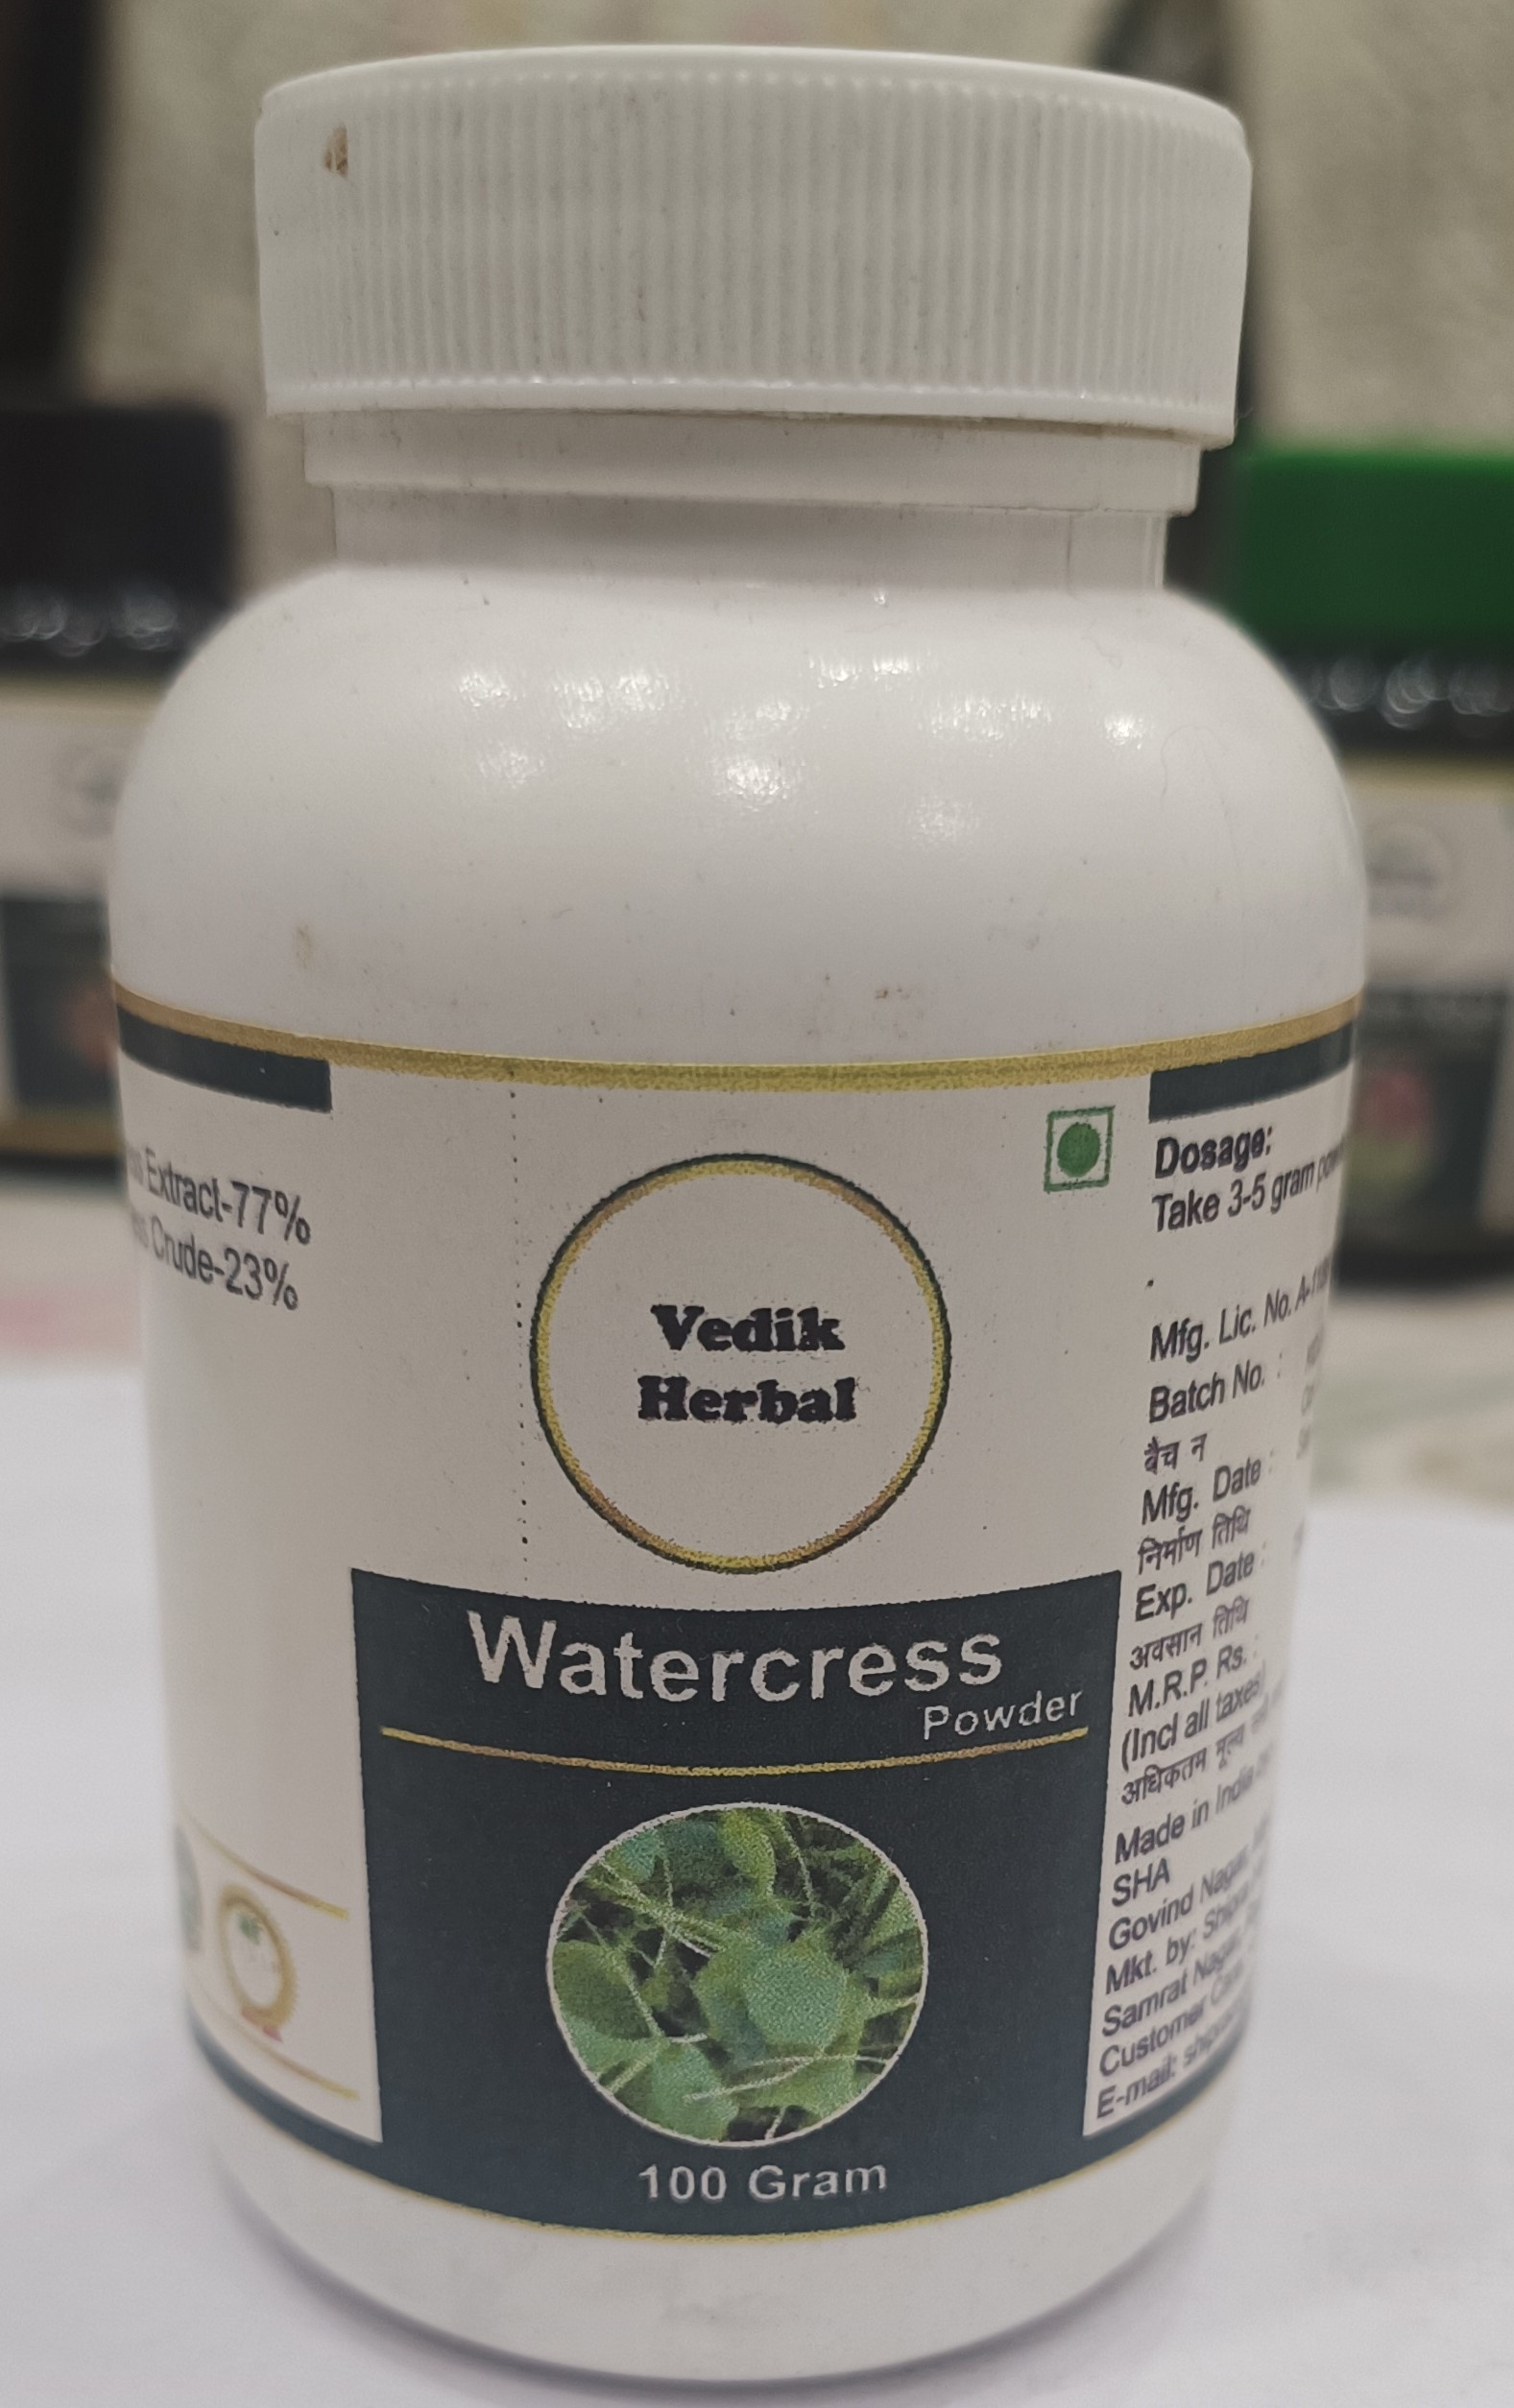 Extract-77%
Crude-23%
Vedik
Herbal
Watercress
Powder
100 Gram
Dosage:
Take 3-5 gram
Mfg. Lic. No.
Batch No. :
बैच न
Mfg. Date :
निर्माण तिथि
Exp. Date :
अवसान तिथि
M.R.P. Rs. :
(Incl all taxes)
अधिकतम मूल्य
Made in India
SHA
Govind Nagar,
Mkt. by:
Samrat Nagar,
Customer
E-mail: